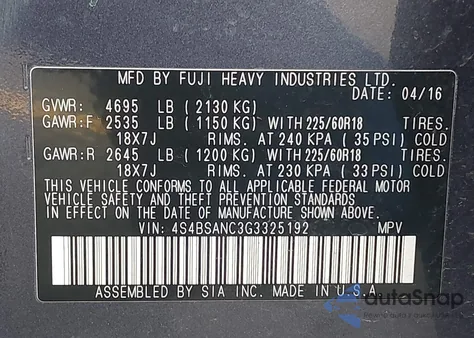 MFD BY FUJI HEAVY INDUSTRIES LTD.
DATE: 04/16
GVWR: 4695 LB ( 2130 KG)
GAWR:F 2535 LB ( 1150 KG) WITH 225/60R18 TIRES.
18X7J RIMS. AT 240 KPA ( 35 PSI) COLD
GAWR:R 2645 LB ( 1200 KG) WITH 225/60R18 TIRES.
18X7J RIMS. AT 230 KPA ( 33 PSI) COLD
THIS VEHICLE CONFORMS TO ALL APPLICABLE FEDERAL MOTOR
VEHICLE SAFETY AND THEFT PREVENTION STANDARDS IN EFFECT
ON THE DATE OF MANUFACTURE SHOWN ABOVE.
VIN: 4S4BSANC3G3325192 MPV
ASSEMBLED BY SIA INC. MADE IN U.S.A.
autoSnap